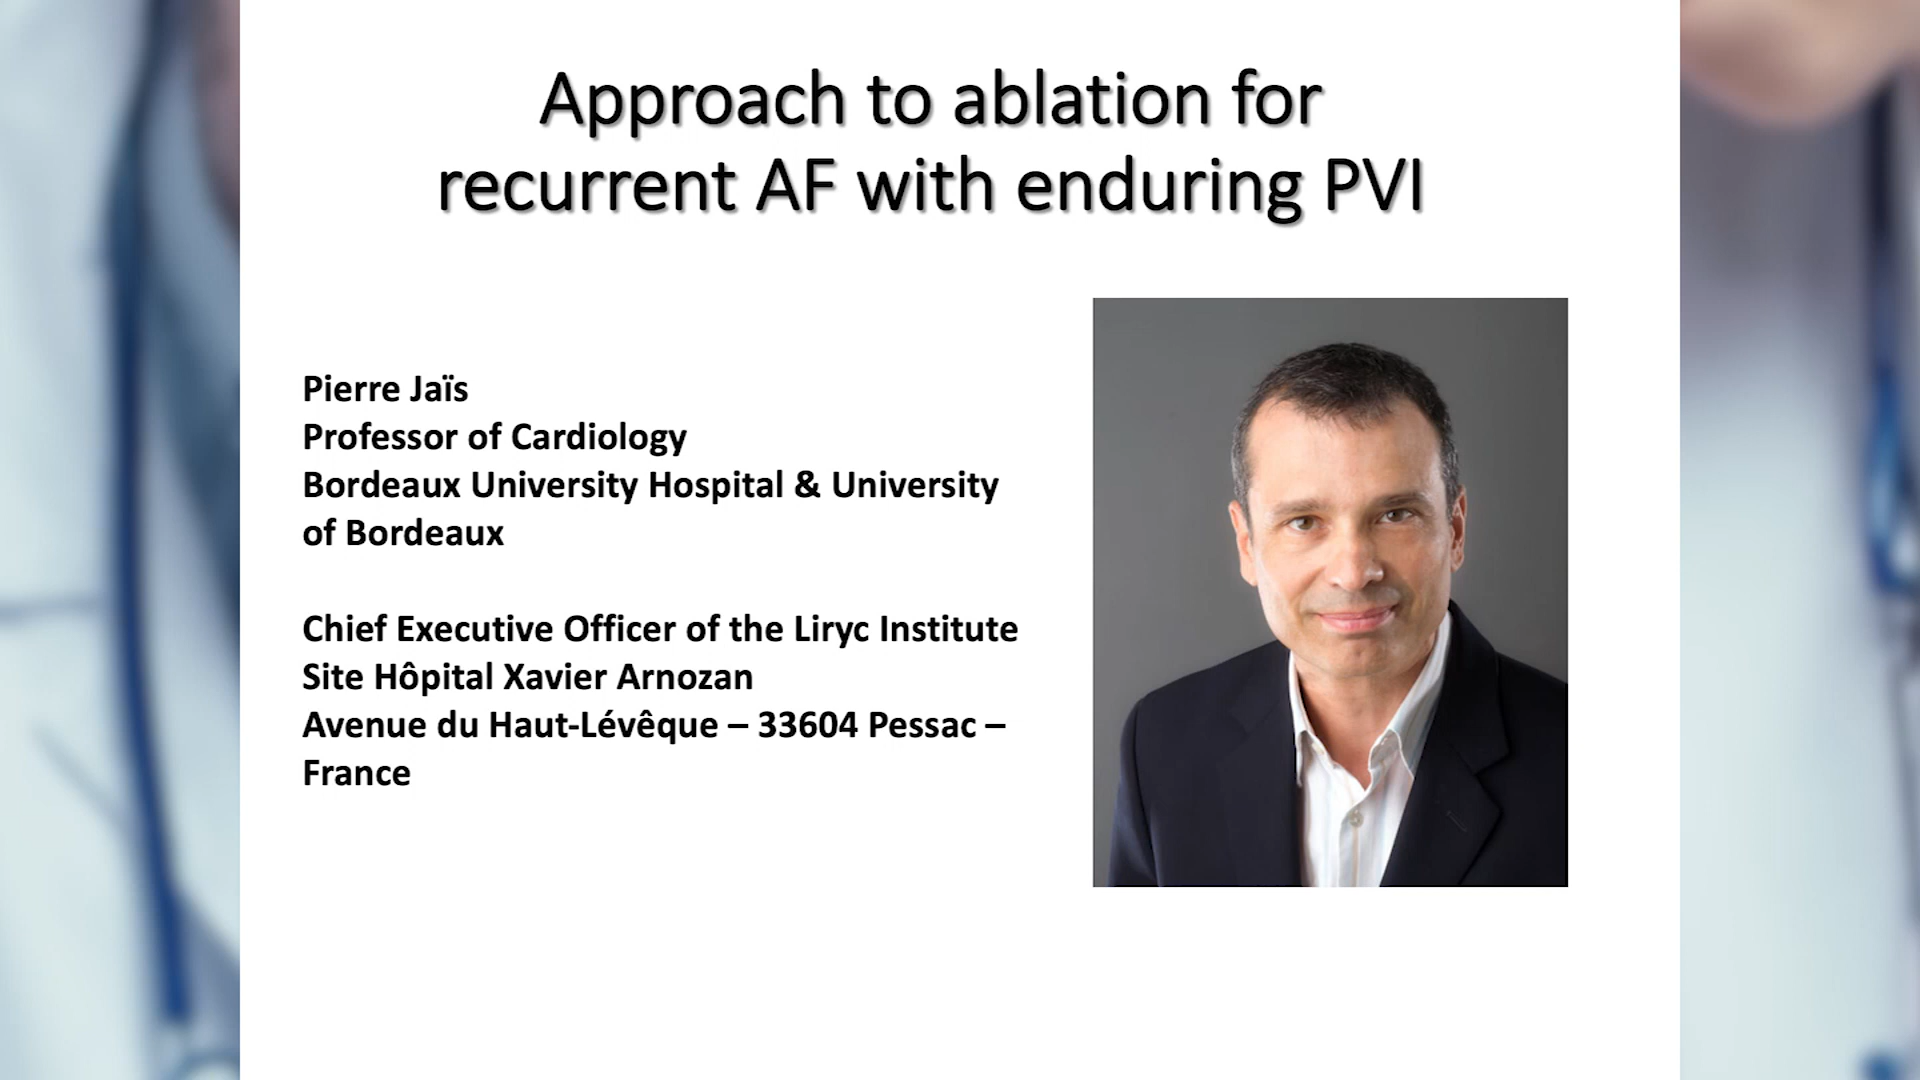 Approach to ablation for
recurrent AF with enduring PVI
Pierre Jaïs
Professor of Cardiology
Bordeaux University Hospital & University
of Bordeaux
Chief Executive Officer of the Liryc Institute
Site Hôpital Xavier Arnozan
Avenue du Haut-Lévêque – 33604 Pessac –
France